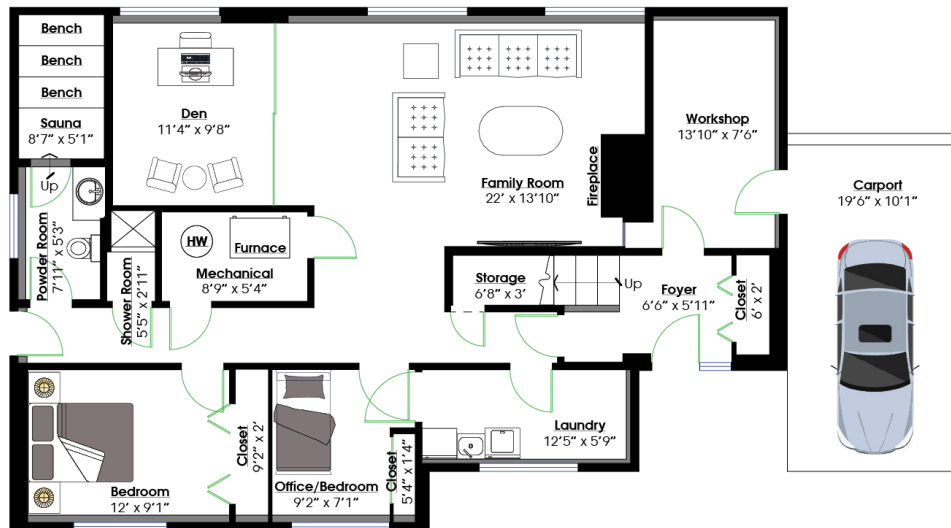 Bench
Bench
Bench
Sauna
8'7" x 5'1"
Up
Powder Room
7'11" x 5'3"
Den
11'4" x 9'8"
Family Room
22' x 13'10"
Fireplace
Workshop
13'10" x 7'6"
Carport
19'6" x 10'1"
Shower Room
5'5" x 2'11"
HW
Furnace
Mechanical
8'9" x 5'4"
Storage
6'8" x 3'
Up
Foyer
6'6" x 5'11"
Closet
6' x 2'
Bedroom
12' x 9'1"
Closet
9'2" x 2'
Office/Bedroom
9'2" x 7'1"
Closet
5'4" x 1'4"
Laundry
12'5" x 5'9"